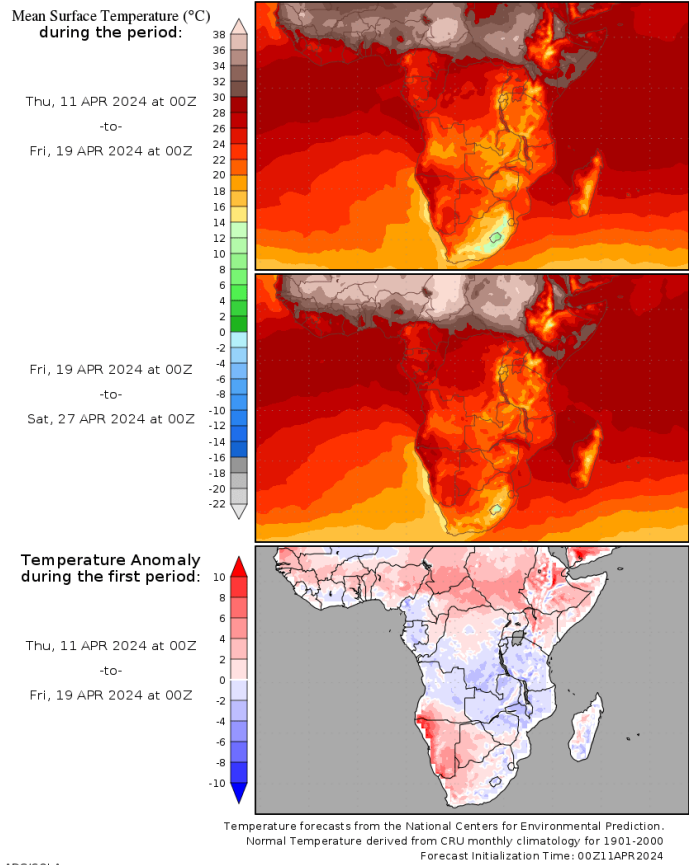 Mean Surface Temperature (°C)
during the period:
Thu, 11 APR 2024 at 00Z
-to-
Fri, 19 APR 2024 at 00Z
38
36
34
32
30
28
26
24
22
20
18
16
14
12
10
8
6
4
2
0
-2
-4
-6
-8
-10
-12
-14
-16
-18
-20
-22
Fri, 19 APR 2024 at 00Z
-to-
Sat, 27 APR 2024 at 00Z
Temperature Anomaly
during the first period:
Thu, 11 APR 2024 at 00Z
-to-
Fri, 19 APR 2024 at 00Z
10
8
6
4
2
0
-2
-4
-6
-8
-10
Temperature forecasts from the National Centers for Environmental Prediction.
Normal Temperature derived from CRU monthly climatology for 1901-2000
Forecast Initialization Time: 00Z11APR2024